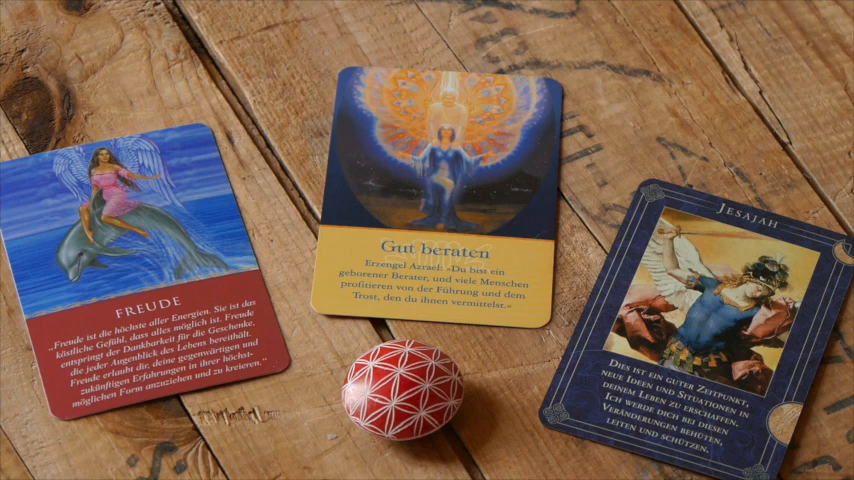 FREUDE
„Freude ist die höchste aller Energien. Sie ist das
köstliche Gefühl, dass alles möglich ist. Freude
entspringt der Dankbarkeit für die Geschenke,
die jeder Augenblick des Lebens bereithält.
Freude erlaubt dir, deine gegenwärtigen und
zukünftigen Erfahrungen in ihrer höchst-
möglichen Form anzuziehen und zu kreieren.“
Gut beraten
Erzengel Azrael: »Du bist ein
geborener Berater, und viele Menschen
profitieren von der Führung und dem
Trost, den du ihnen vermittelst.«
JESAJAH
DIES IST EIN GUTER ZEITPUNKT,
NEUE IDEEN UND SITUATIONEN IN
DEINEM LEBEN ZU ERSCHAFFEN.
ICH WERDE DICH BEI DIESEN
VERÄNDERUNGEN BEHÜTEN,
LEITEN UND SCHÜTZEN.